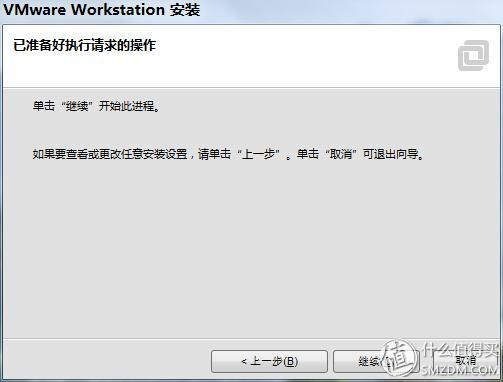 VMware Workstation 安装
已准备好执行请求的操作
单击“继续”开始此进程。
如果要查看或更改任意安装设置，请单击“上一步”。单击“取消”可退出向导。
< 上一步(B)
继续
取消
值 什么值得买
SMZDM.COM